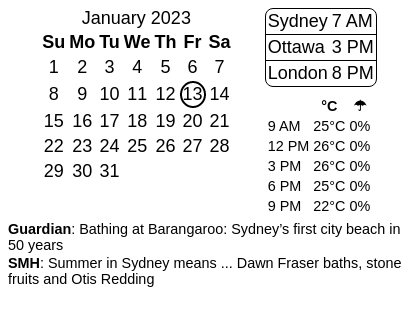 January 2023
Su Mo Tu We Th Fr Sa
1 2 3 4 5 6 7
8 9 10 11 12 13 14
15 16 17 18 19 20 21
22 23 24 25 26 27 28
29 30 31
Sydney 7 AM
Ottawa 3 PM
London 8 PM
°C ☂
9 AM 25°C 0%
12 PM 26°C 0%
3 PM 26°C 0%
6 PM 25°C 0%
9 PM 22°C 0%
Guardian: Bathing at Barangaroo: Sydney’s first city beach in
50 years
SMH: Summer in Sydney means ... Dawn Fraser baths, stone
fruits and Otis Redding